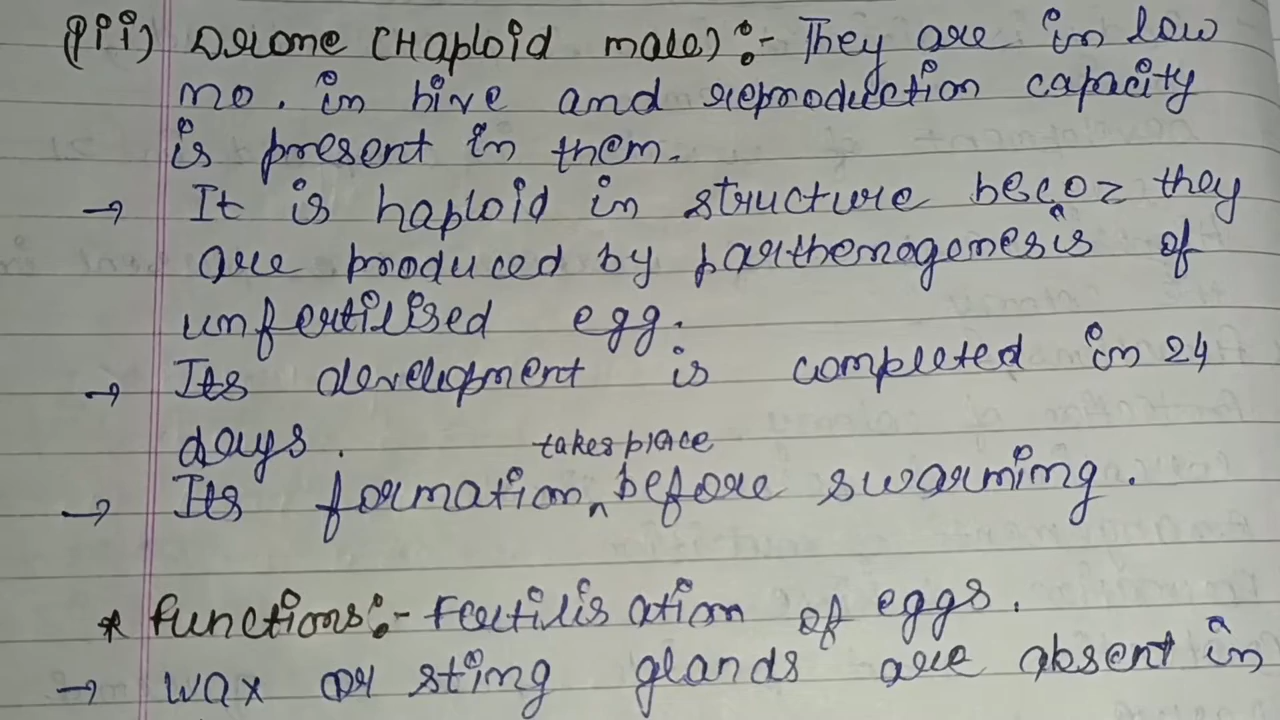 (iii) Drone (Haploid male) :- They are in low
no. in hive and reproduction capacity
is present in them.
→ It is haploid in structure becoz they
are produced by parthenogenesis of
unfertilised egg.
→ Its development is completed in 24
days.
takes place
→ Its formation ^ before swarming.
* Functions :- Fertilisation of eggs.
→ wax or sting glands are absent in